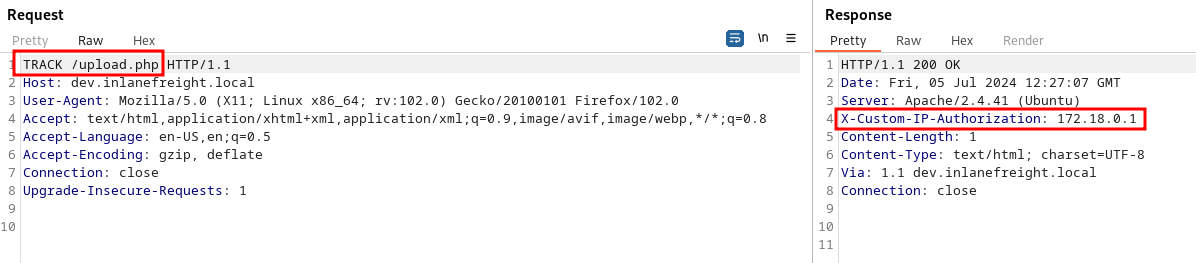 Request
Pretty Raw Hex
\n
1 TRACK /upload.php HTTP/1.1
2 Host: dev.inlanefreight.local
3 User-Agent: Mozilla/5.0 (X11; Linux x86_64; rv:102.0) Gecko/20100101 Firefox/102.0
4 Accept: text/html,application/xhtml+xml,application/xml;q=0.9,image/avif,image/webp,*/*;q=0.8
5 Accept-Language: en-US,en;q=0.5
6 Accept-Encoding: gzip, deflate
7 Connection: close
8 Upgrade-Insecure-Requests: 1
9
10
Response
Pretty Raw Hex Render
1 HTTP/1.1 200 OK
2 Date: Fri, 05 Jul 2024 12:27:07 GMT
3 Server: Apache/2.4.41 (Ubuntu)
4 X-Custom-IP-Authorization: 172.18.0.1
5 Content-Length: 1
6 Content-Type: text/html; charset=UTF-8
7 Via: 1.1 dev.inlanefreight.local
8 Connection: close
9
10
11